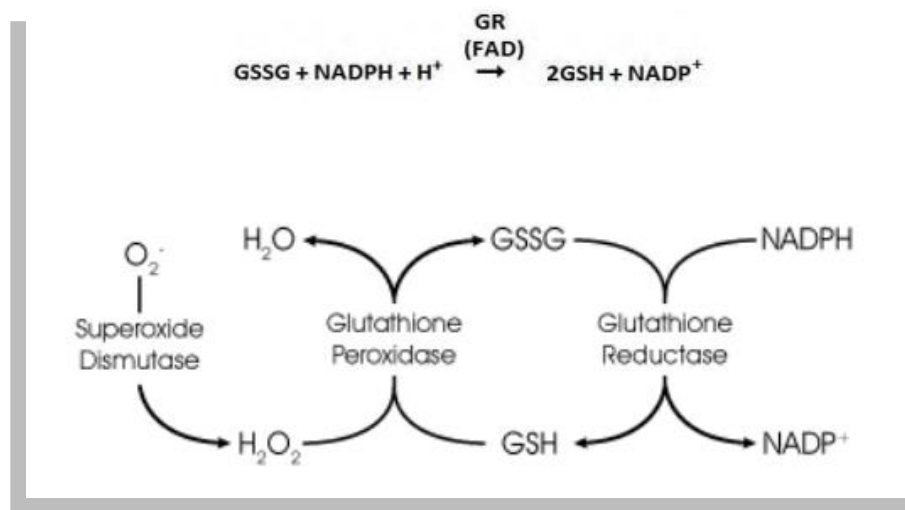 GR
(FAD)
GSSG + NADPH + H⁺ → 2GSH + NADP⁺
H₂O
GSSG
NADPH
O₂⁻
Superoxide
Dismutase
Glutathione
Peroxidase
Glutathione
Reductase
H₂O₂
GSH
NADP⁺